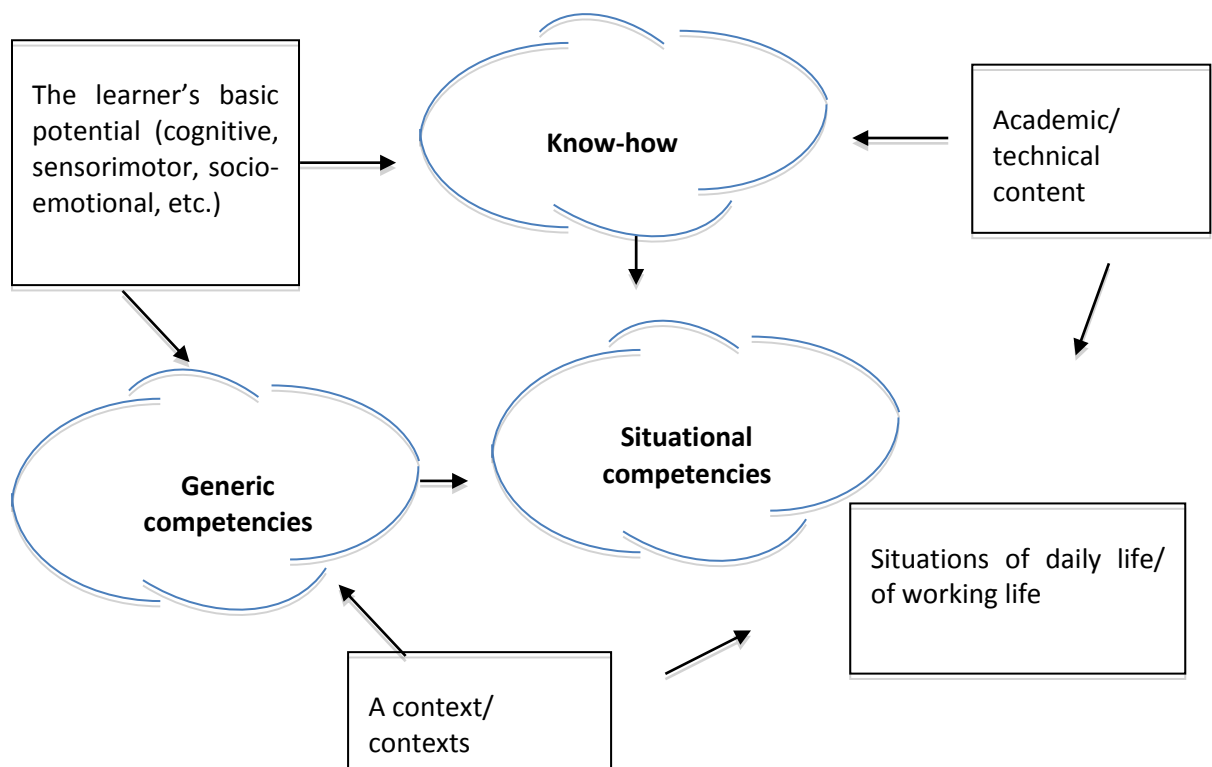 The learner’s basic
potential (cognitive,
sensorimotor, socio-
emotional, etc.)
Know-how
Academic/
technical
content
Generic
competencies
Situational
competencies
Situations of daily life/
of working life
A context/
contexts